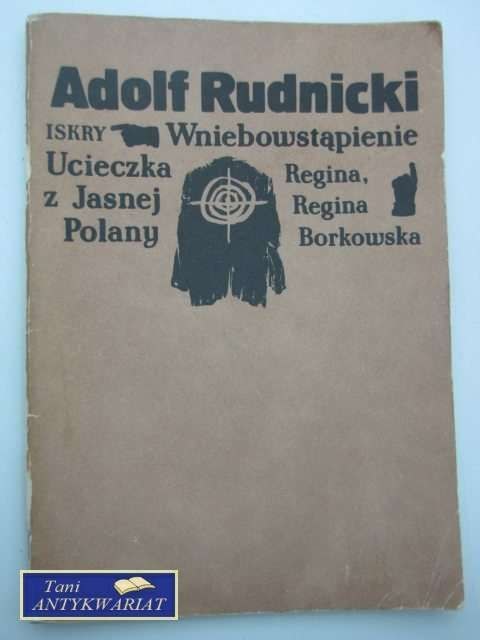 Adolf Rudnicki
ISKRY Wniebowstąpienie
Ucieczka
z Jasnej
Polany
Regina,
Regina
Borkowska
Tani
ANTYKWARIAT